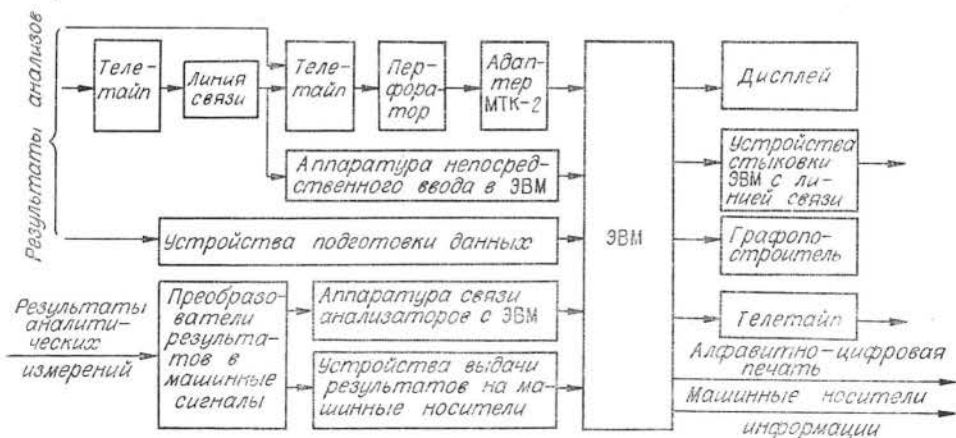 Результаты анализов
Теле-
тайп
Линия
связи
Теле-
тайп
Пер-
фора-
тор
Адап-
тер
МТК-2
Аппаратура непосред-
ственного ввода в ЭВМ
Устройства подготовки данных
Результаты
аналити-
ческих
измерений
Преобразо-
ватели
результа-
тов в
машинные
сигналы
Аппаратура связи
анализаторов с ЭВМ
Устройства выдачи
результатов на ма-
шинные носители
ЭВМ
Дисплей
Устройства
стыковки
ЭВМ с ли-
нией связи
Графопо-
строитель
Телетайп
Алфавитно-цифровая
печать
Машинные носители
информации